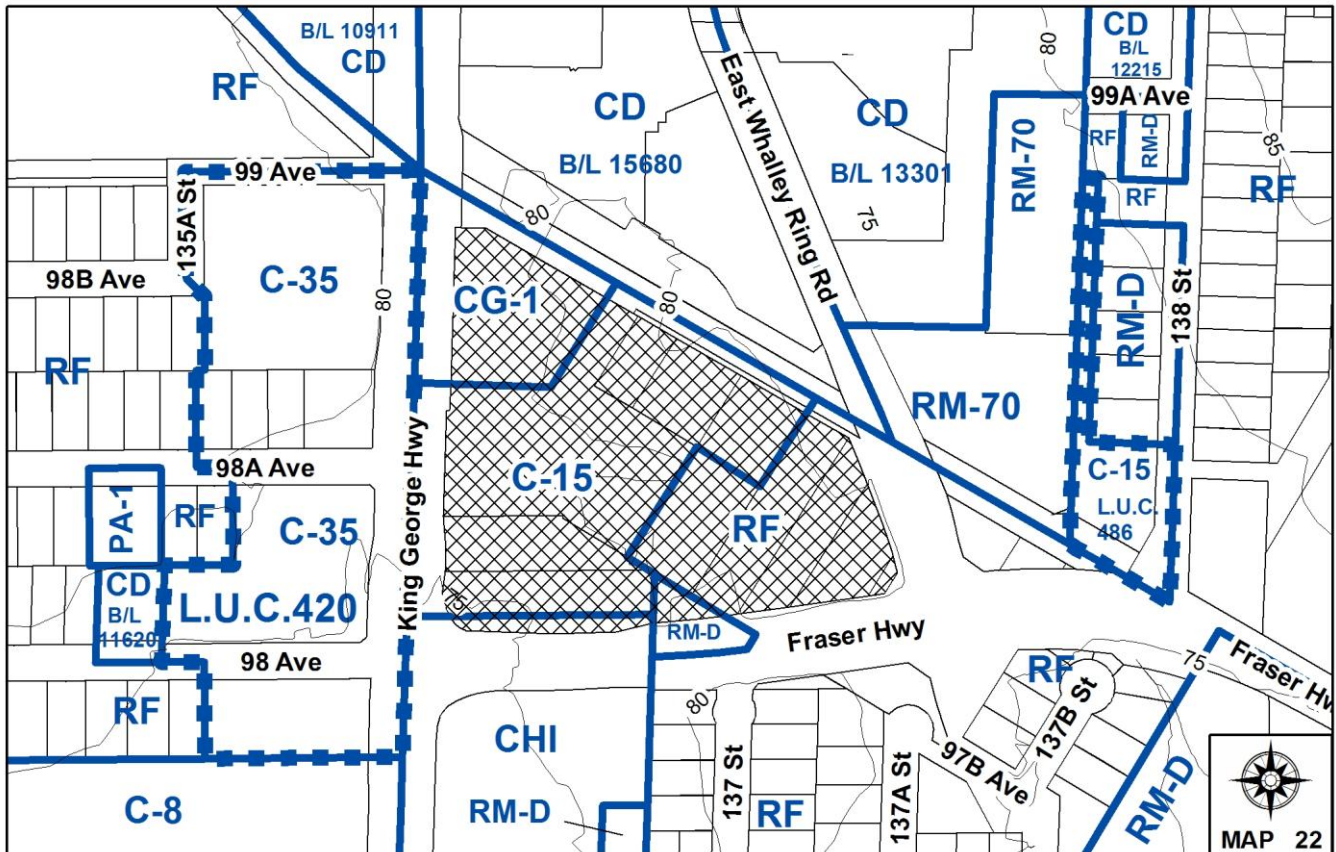 B/L 10911
CD
RF
CD
B/L 15680
East Whalley Ring Rd
CD
B/L 13301
80
CD
B/L
12215
99A Ave
RM-70
RF
RM-D
RF
85
RF
99 Ave
135A St
98B Ave
C-35
80
80
80
75
CG-1
RF
RM-D
138 St
RM-70
98A Ave
King George Hwy
C-15
RF
C-15
L.U.C.
486
PA-1
RF
C-35
CD
B/L
11620
L.U.C.420
98 Ave
75
RM-D
Fraser Hwy
RF
CHI
80
RF
137B St
75
Fraser Hw
C-8
RM-D
137 St
RF
137A St
97B Ave
RM-D
MAP 22